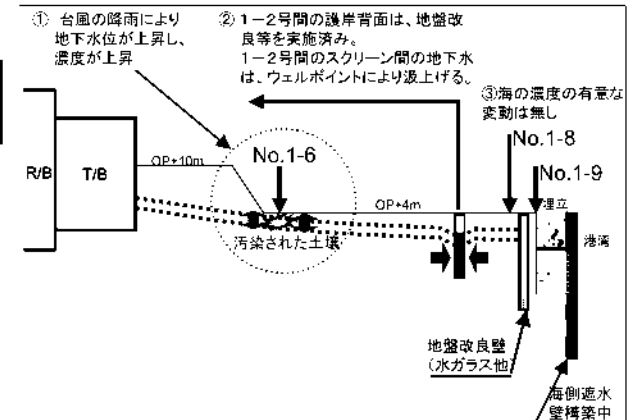 ① 台風の降雨により
地下水位が上昇し、
濃度が上昇
② 1－2号間の護岸背面は、地盤改
良等を実施済み。
1－2号間のスクリーン間の地下水
は、ウェルポイントにより汲上げる。
③海の濃度の有意な
変動は無し
No.1-8
No.1-9
No.1-6
R/B
T/B
OP+10m
OP+4m
埋立
港湾
汚染された土壌
地盤改良壁
（水ガラス他）
海側遮水
壁構築中